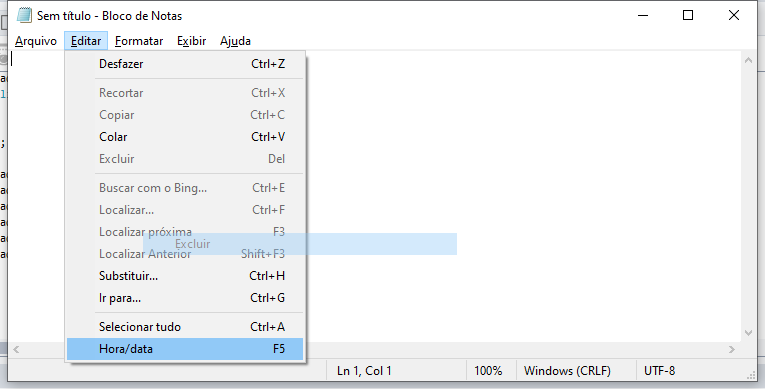 Sem título - Bloco de Notas
Arquivo Editar Formatar Exibir Ajuda
Desfazer Ctrl+Z
Recortar Ctrl+X
Copiar Ctrl+C
Colar Ctrl+V
Excluir Del
Buscar com o Bing... Ctrl+E
Localizar... Ctrl+F
Localizar próxima F3
Excluir
Localizar Anterior Shift+F3
Substituir... Ctrl+H
Ir para... Ctrl+G
Selecionar tudo Ctrl+A
Hora/data F5
Ln 1, Col 1 100% Windows (CRLF) UTF-8